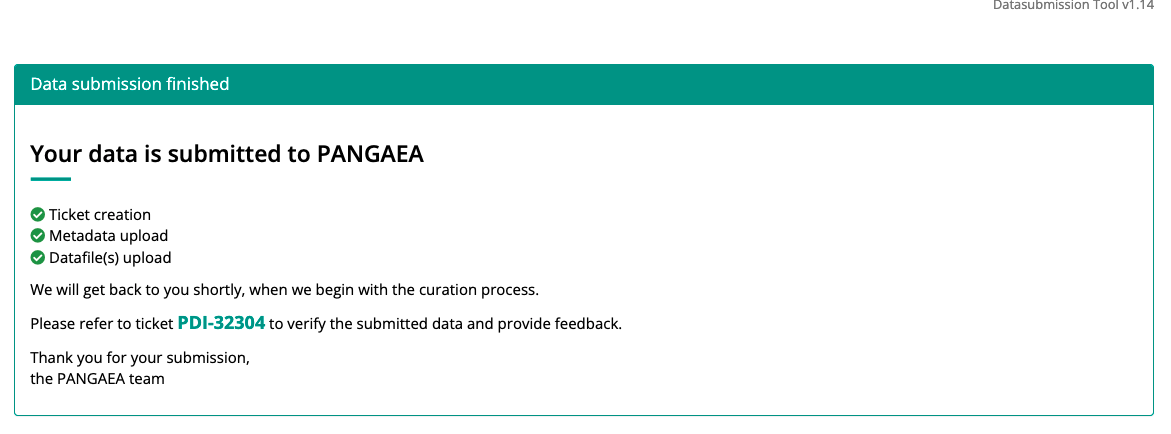 Datasubmission Tool v1.14
Data submission finished
Your data is submitted to PANGAEA
Ticket creation
Metadata upload
Datafile(s) upload
We will get back to you shortly, when we begin with the curation process.
Please refer to ticket PDI-32304 to verify the submitted data and provide feedback.
Thank you for your submission,
the PANGAEA team